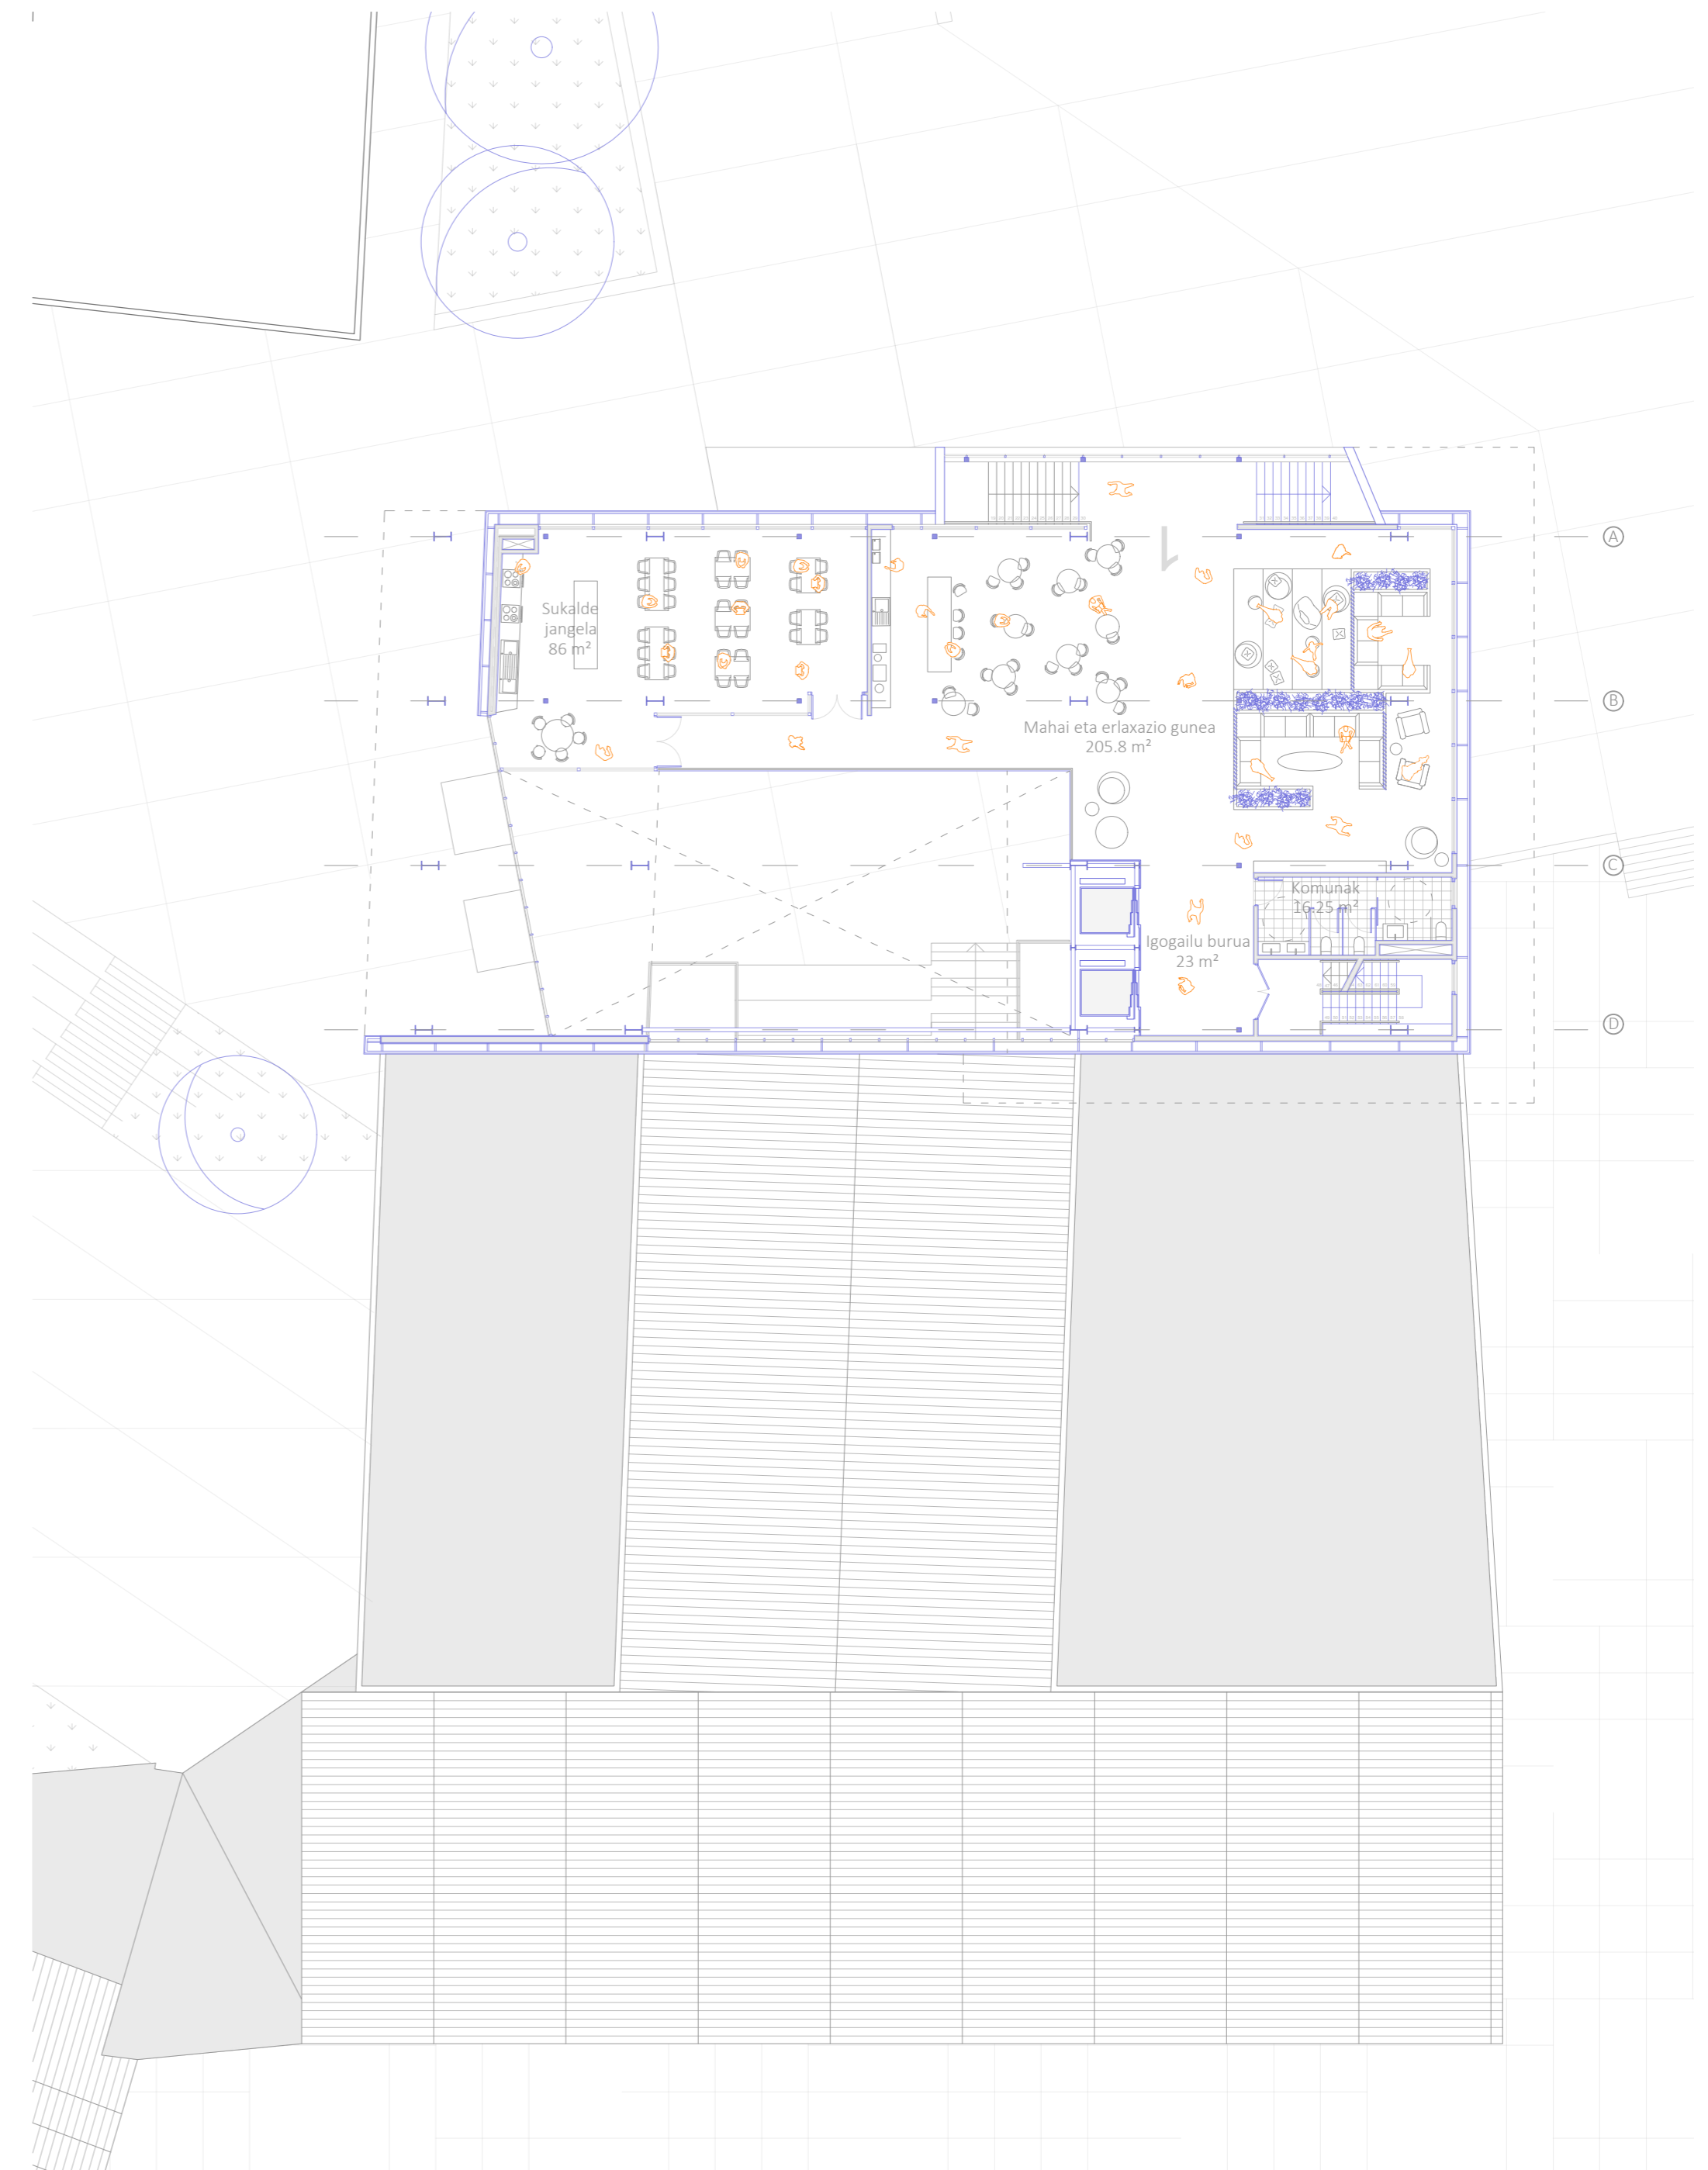 A
Sukalde
jangela
86 m²
1
B
Mahai eta erlaxazio gunea
205.8 m²
C
Komunak
16.25 m²
Igogailu burua
23 m²
D